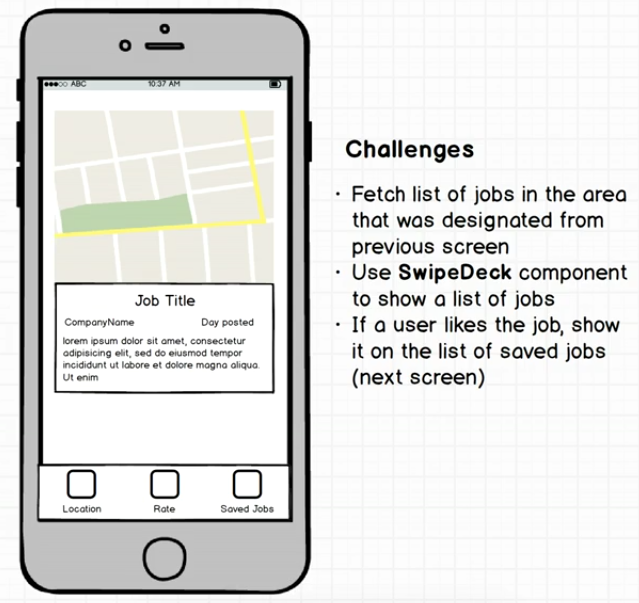 ABC 10:37 AM
Job Title
CompanyName Day posted
lorem ipsum dolor sit amet, consectetur
adipisicing elit, sed do eiusmod tempor
incididunt ut labore et dolore magna aliqua.
Ut enim
Location Rate Saved Jobs
Challenges
· Fetch list of jobs in the area
that was designated from
previous screen
· Use SwipeDeck component
to show a list of jobs
· If a user likes the job, show
it on the list of saved jobs
(next screen)